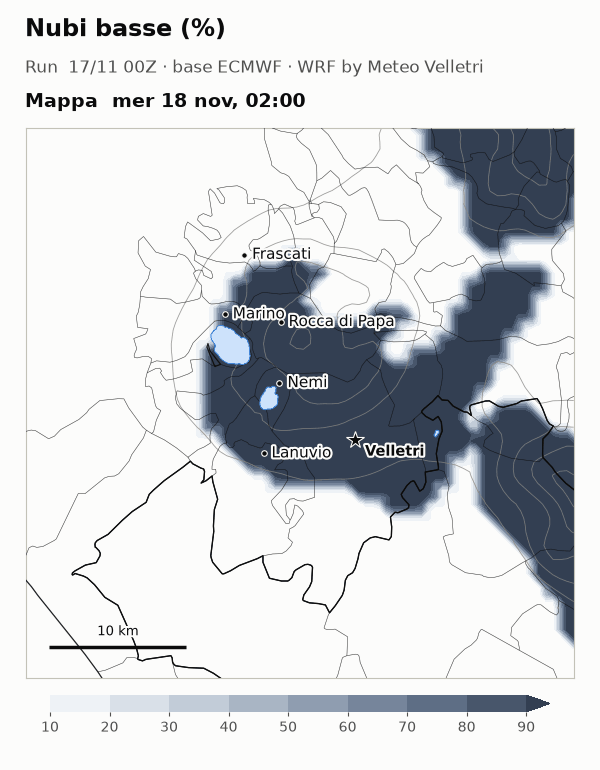 Nubi basse (%)
Run  17/11 00Z · base ECMWF · WRF by Meteo Velletri
Mappa  mer 18 nov, 02:00
Frascati
Marino
Rocca di Papa
Nemi
Velletri
Lanuvio
10 km
10 20 30 40 50 60 70 80 90